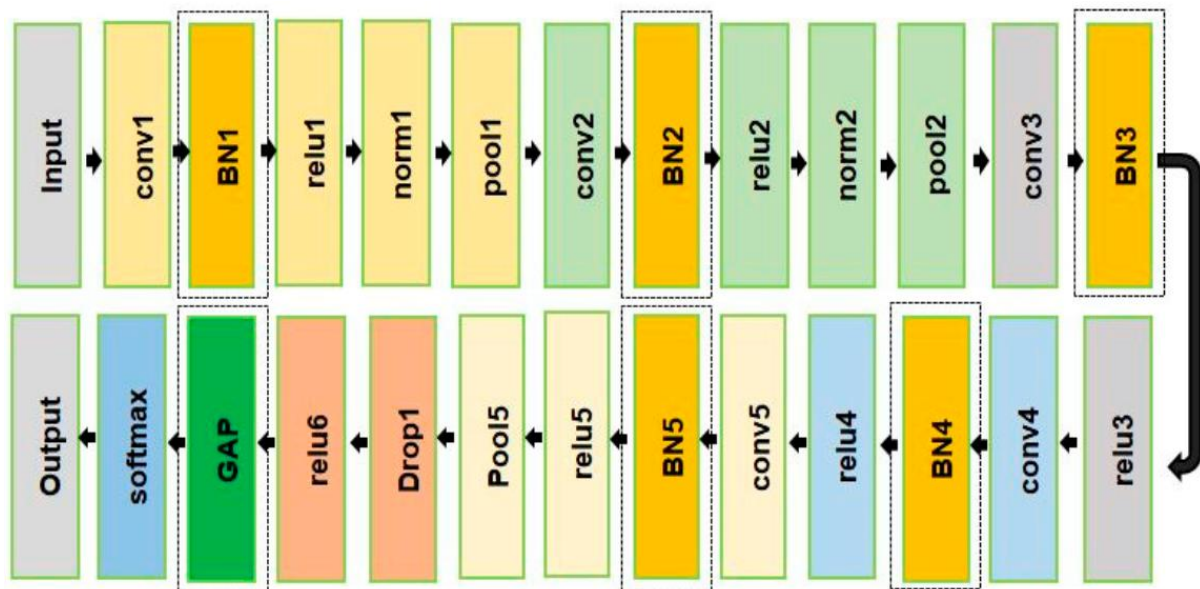 Input
conv1
BN1
relu1
norm1
pool1
conv2
BN2
relu2
norm2
pool2
conv3
BN3
relu3
conv4
BN4
relu4
conv5
BN5
relu5
Pool5
Drop1
relu6
GAP
softmax
Output